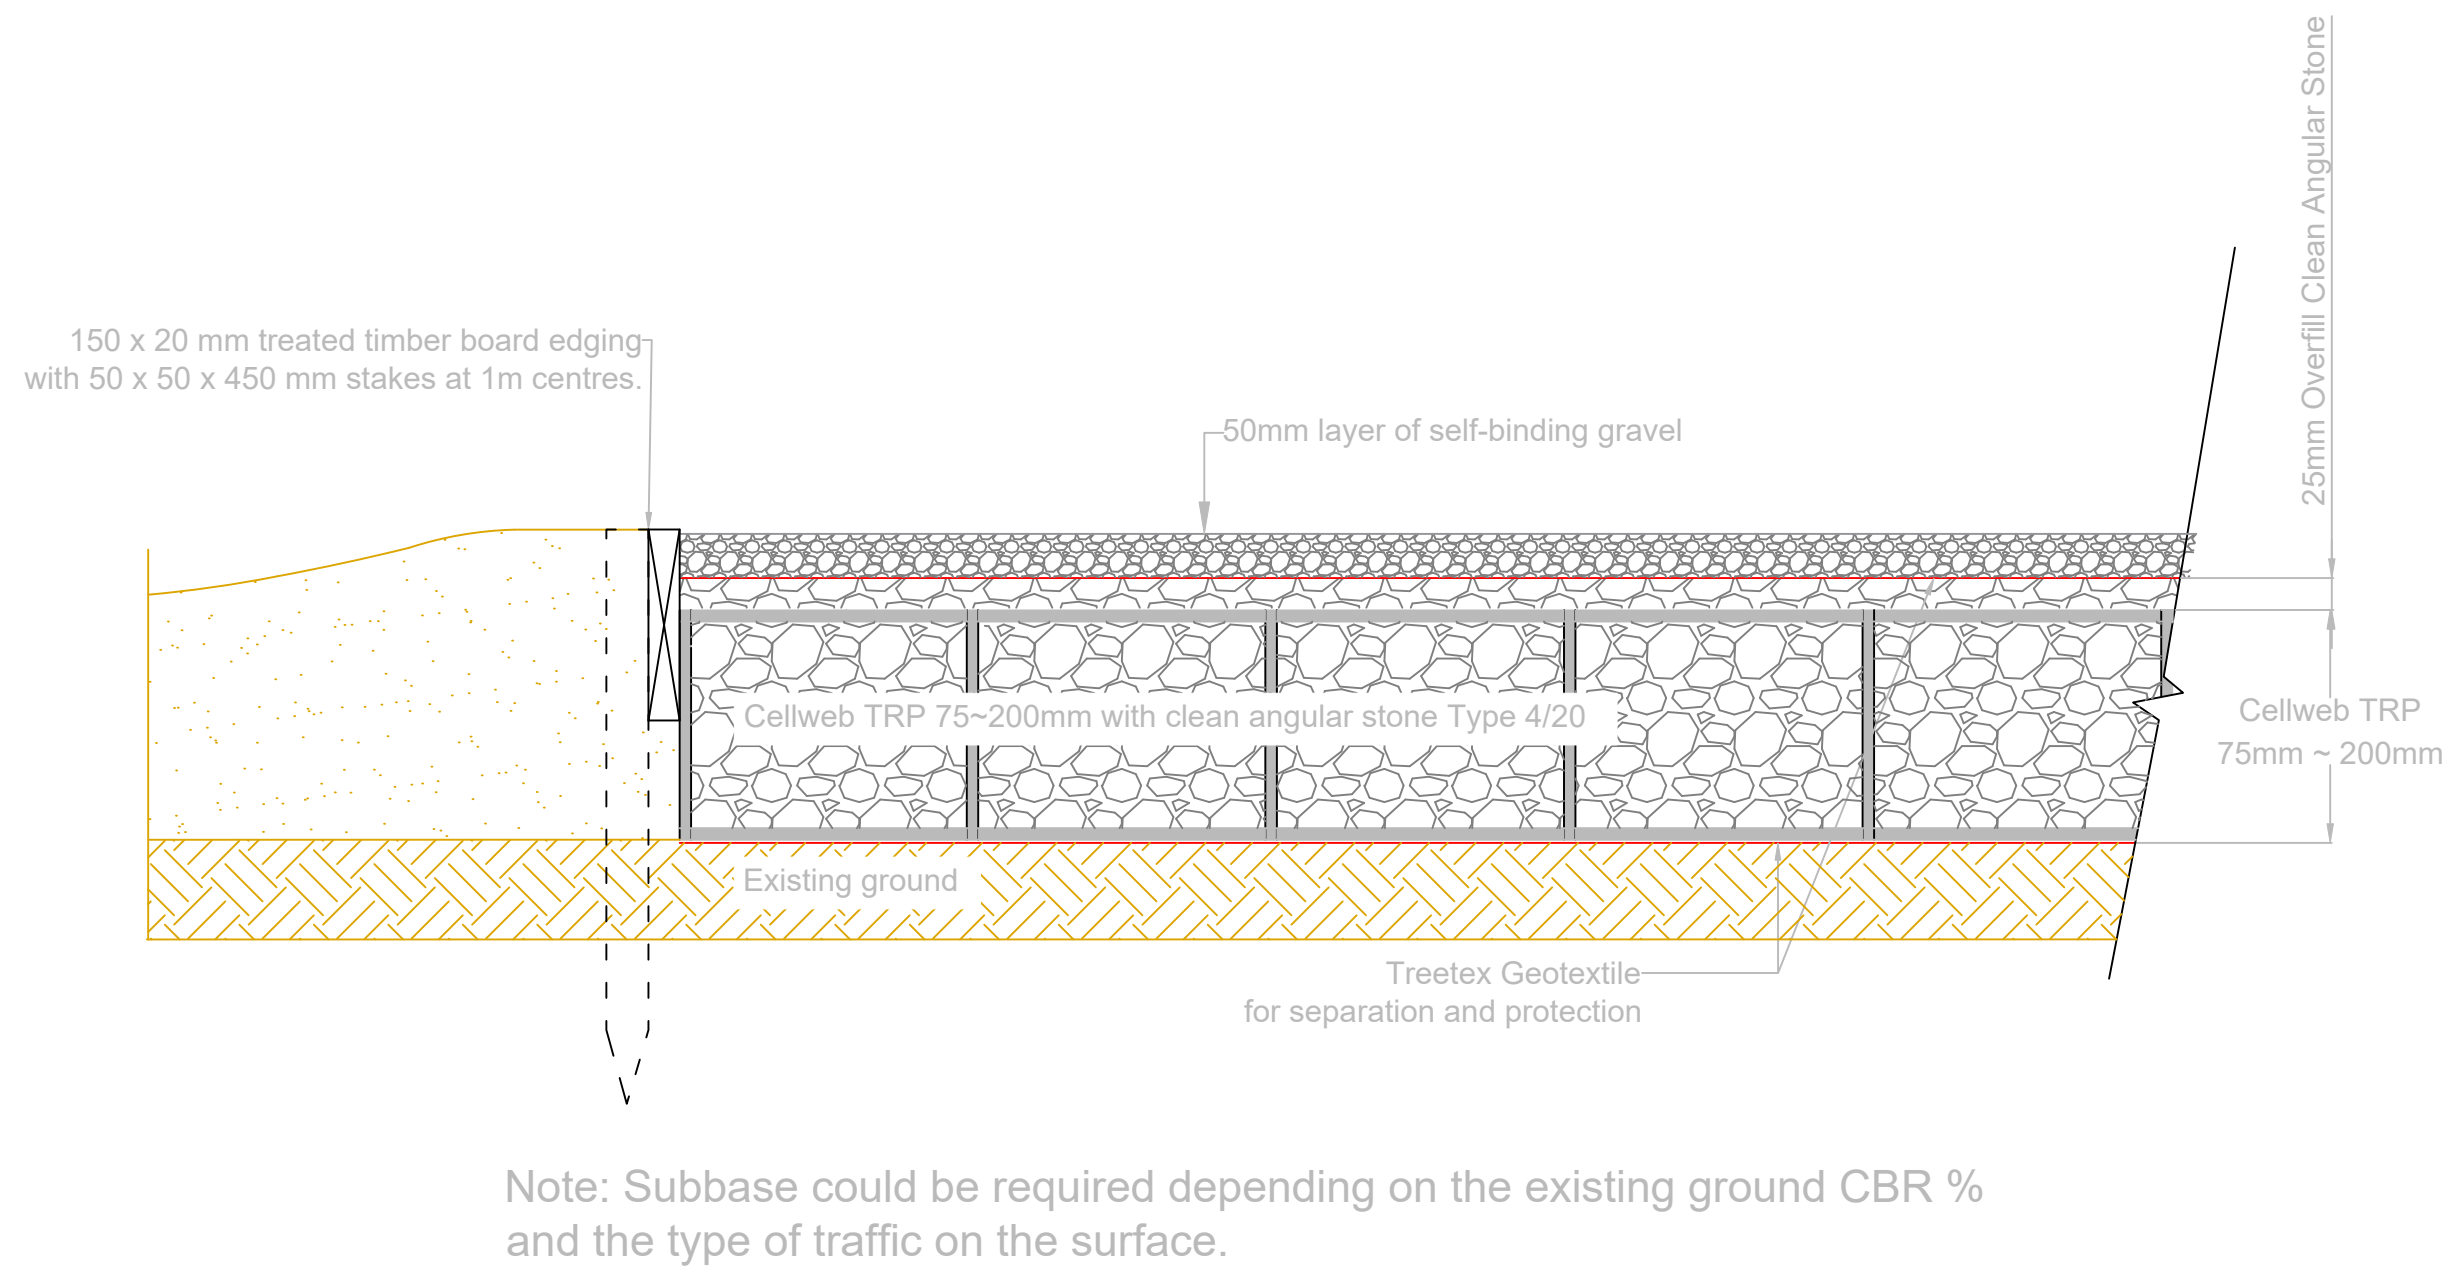 25mm Overfill Clean Angular Stone
150 x 20 mm treated timber board edging
with 50 x 50 x 450 mm stakes at 1m centres.
50mm layer of self-binding gravel
Cellweb TRP 75~200mm with clean angular stone Type 4/20
Cellweb TRP
75mm ~ 200mm
Existing ground
Treetex Geotextile
for separation and protection
Note: Subbase could be required depending on the existing ground CBR %
and the type of traffic on the surface.